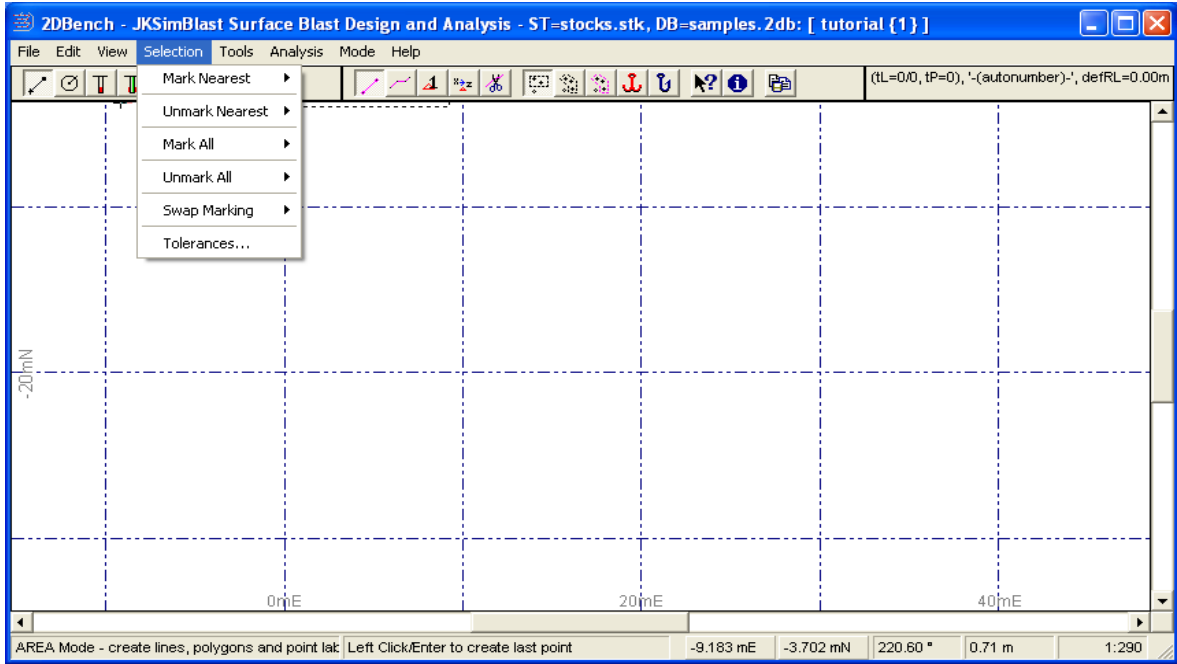 2DBench - JKSimBlast Surface Blast Design and Analysis - ST=stocks.stk, DB=samples.2db: [ tutorial {1} ]
File Edit View Selection Tools Analysis Mode Help
(tL=0/0, tP=0), '-(autonumber)-', defRL=0.00m
Mark Nearest
Unmark Nearest
Mark All
Unmark All
Swap Marking
Tolerances...
-20mN
0mE 20mE 40mE
AREA Mode - create lines, polygons and point lab Left Click/Enter to create last point -9.183 mE -3.702 mN 220.60 ° 0.71 m 1:290